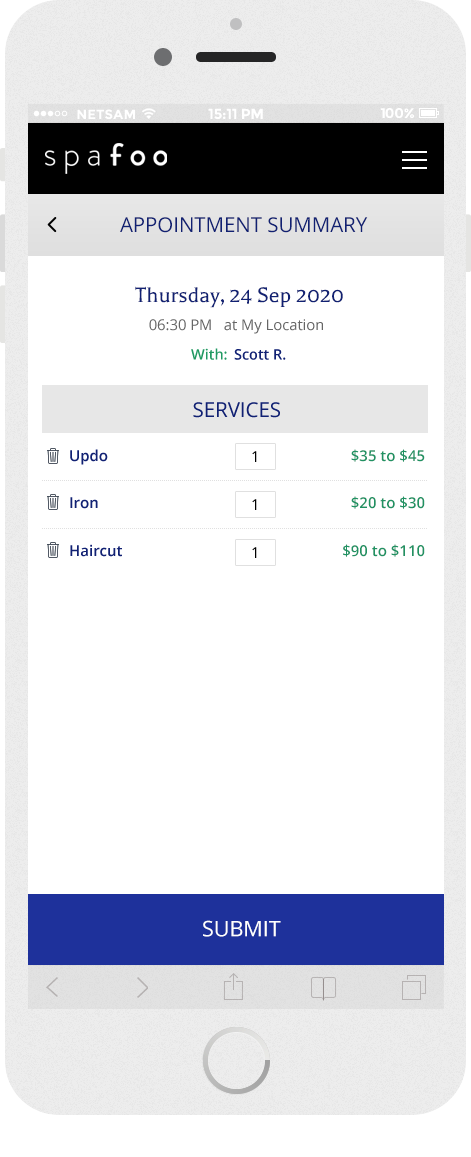 NETSAM 15:11 PM 100%
spafoo
APPOINTMENT SUMMARY
Thursday, 24 Sep 2020
06:30 PM at My Location
With: Scott R.
SERVICES
Updo 1 $35 to $45
Iron 1 $20 to $30
Haircut 1 $90 to $110
SUBMIT